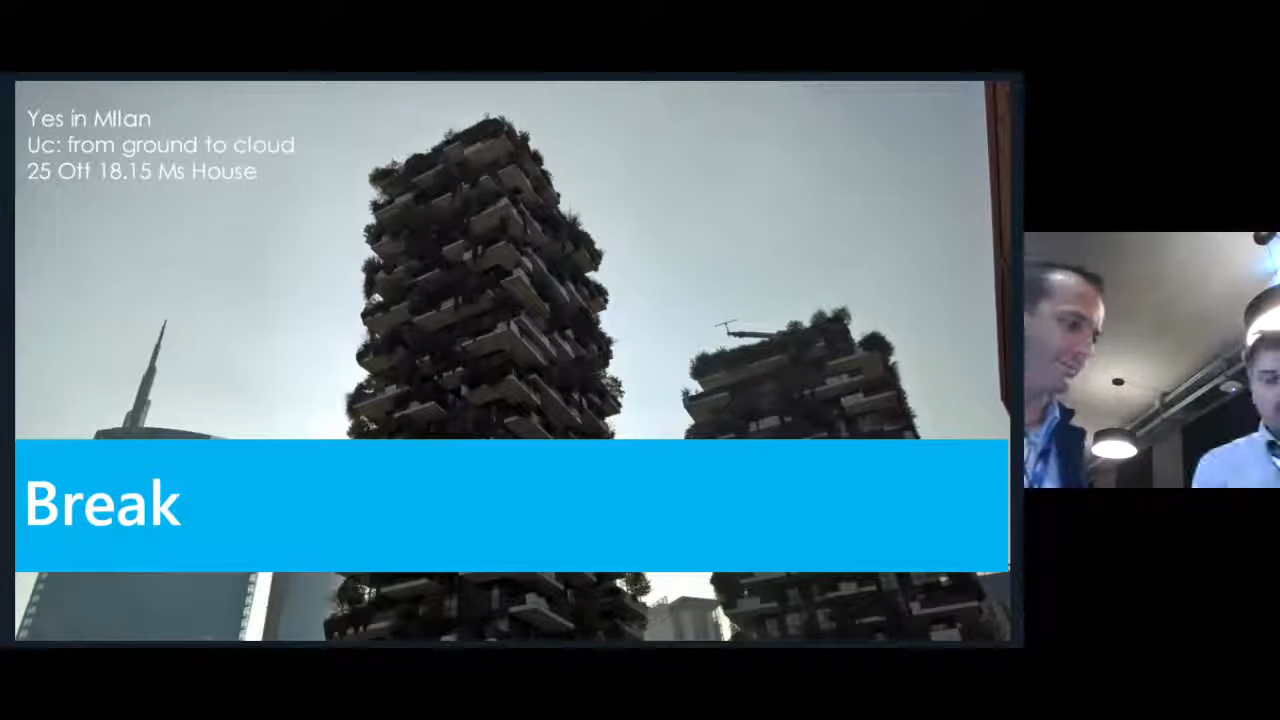 Yes in MIlan
Uc: from ground to cloud
25 Ott 18.15 Ms House
Break